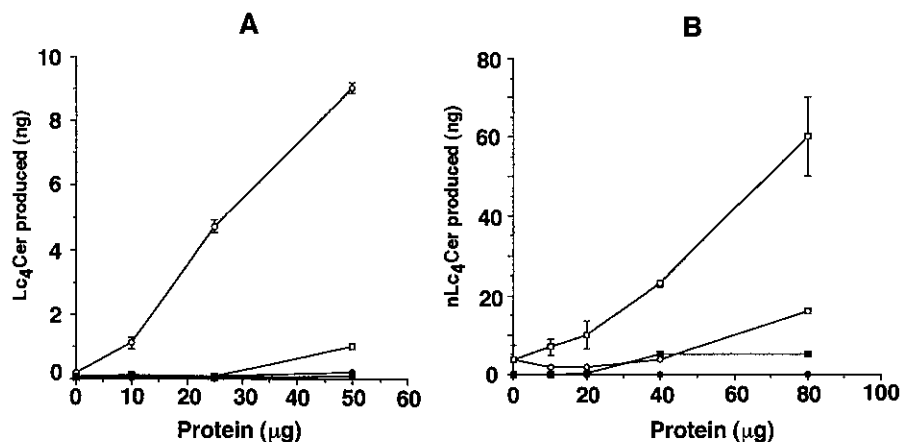 A
B
Lc4Cer produced (ng)
10
8
6
4
2
0
0 10 20 30 40 50 60
Protein (µg)
nLc4Cer produced (ng)
80
60
40
20
0
0 20 40 60 80 100
Protein (µg)